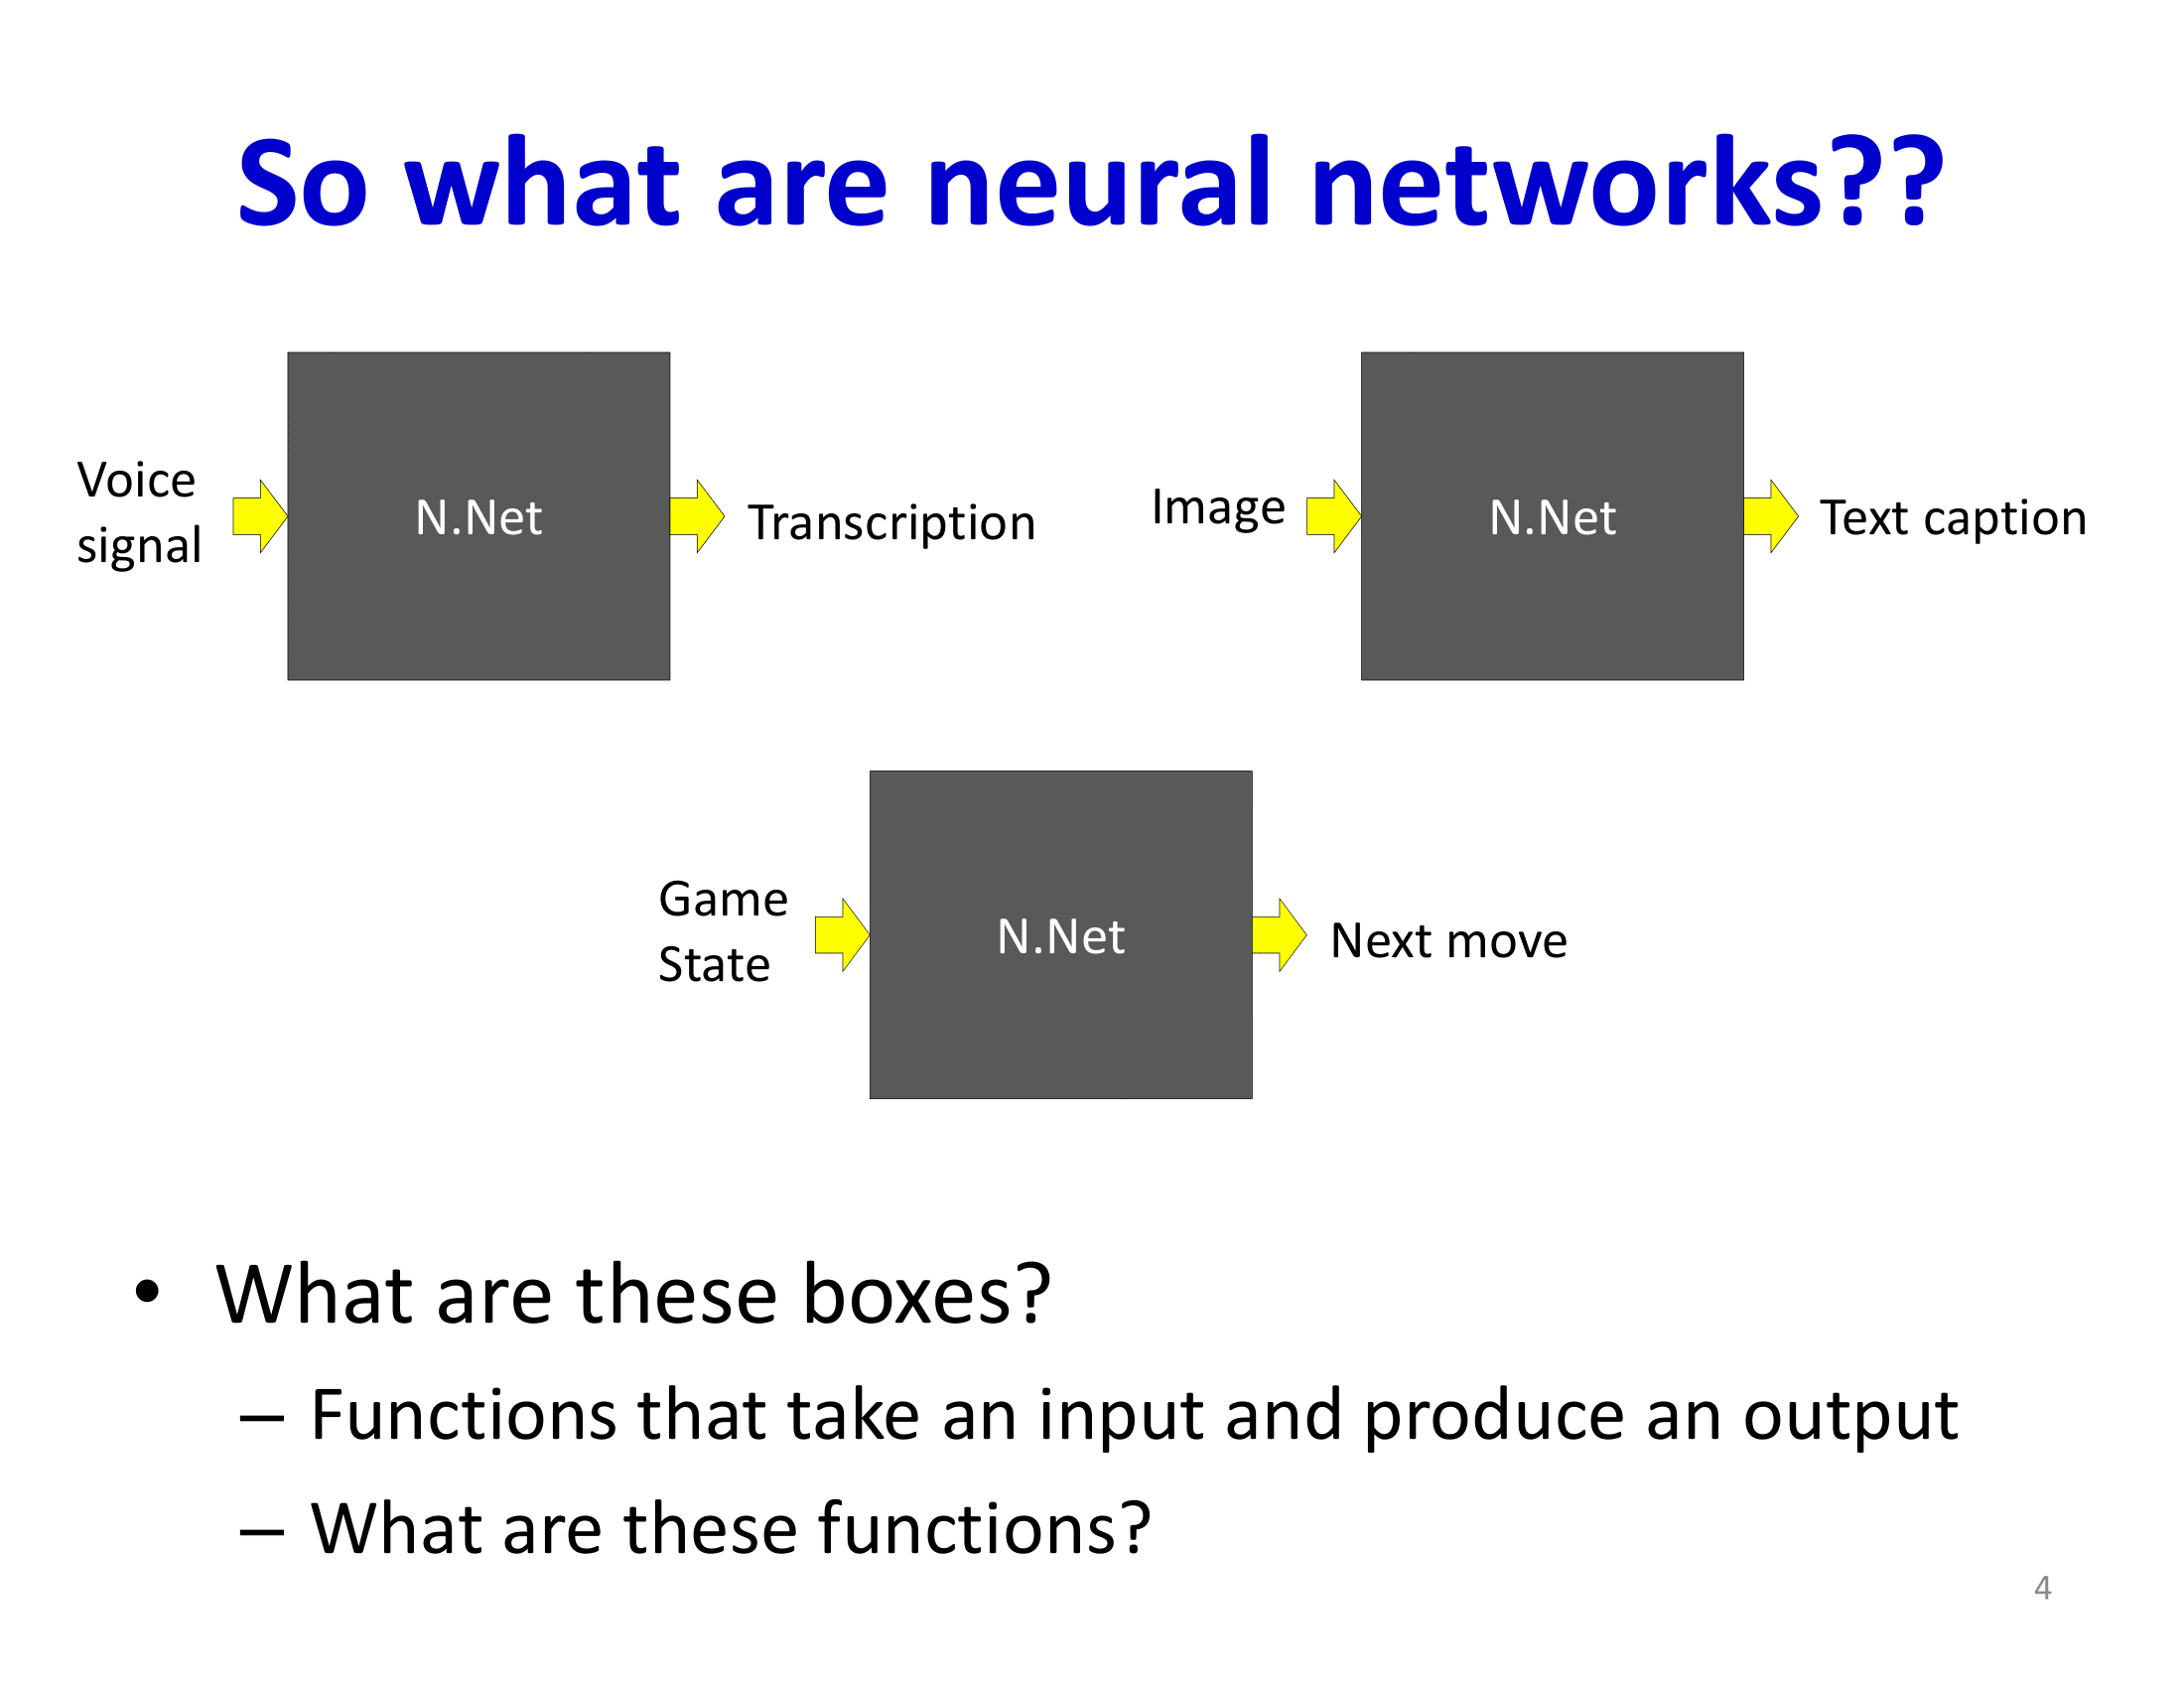 So what are neural networks??
Voice
signal
N.Net
Transcription
Image
N.Net
Text caption
Game
State
N.Net
Next move
• What are these boxes?
– Functions that take an input and produce an output
– What are these functions?
4